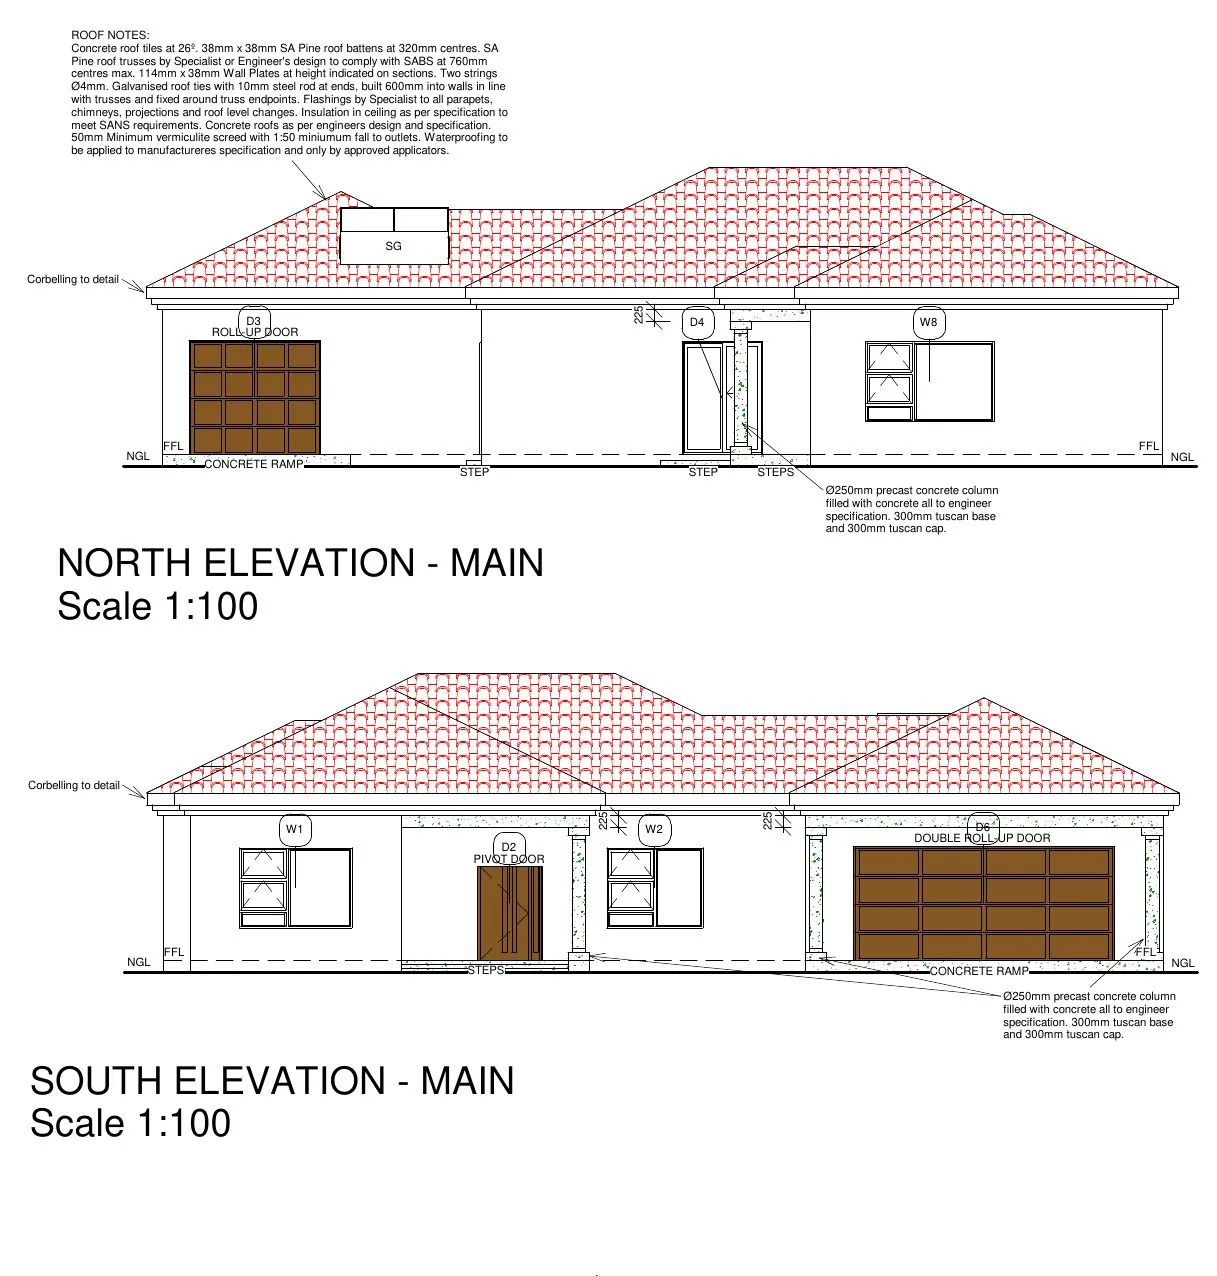 ROOF NOTES:
Concrete roof tiles at 26º. 38mm x 38mm SA Pine roof battens at 320mm centres. SA
Pine roof trusses by Specialist or Engineer's design to comply with SABS at 760mm
centres max. 114mm x 38mm Wall Plates at height indicated on sections. Two strings
Ø4mm. Galvanised roof ties with 10mm steel rod at ends, built 600mm into walls in line
with trusses and fixed around truss endpoints. Flashings by Specialist to all parapets,
chimneys, projections and roof level changes. Insulation in ceiling as per specification to
meet SANS requirements. Concrete roofs as per engineers design and specification.
50mm Minimum vermiculite screed with 1:50 miniumum fall to outlets. Waterproofing to
be applied to manufactureres specification and only by approved applicators.
SG
Corbelling to detail
D3
ROLL-UP DOOR
225
D4
W8
FFL
FFL
NGL
NGL
CONCRETE RAMP
STEP
STEP
STEPS
Ø250mm precast concrete column
filled with concrete all to engineer
specification. 300mm tuscan base
and 300mm tuscan cap.
NORTH ELEVATION - MAIN
Scale 1:100
Corbelling to detail
W1
225
W2
225
D6
DOUBLE ROLL-UP DOOR
D2
PIVOT DOOR
FFL
FFL
NGL
NGL
STEPS
CONCRETE RAMP
Ø250mm precast concrete column
filled with concrete all to engineer
specification. 300mm tuscan base
and 300mm tuscan cap.
SOUTH ELEVATION - MAIN
Scale 1:100